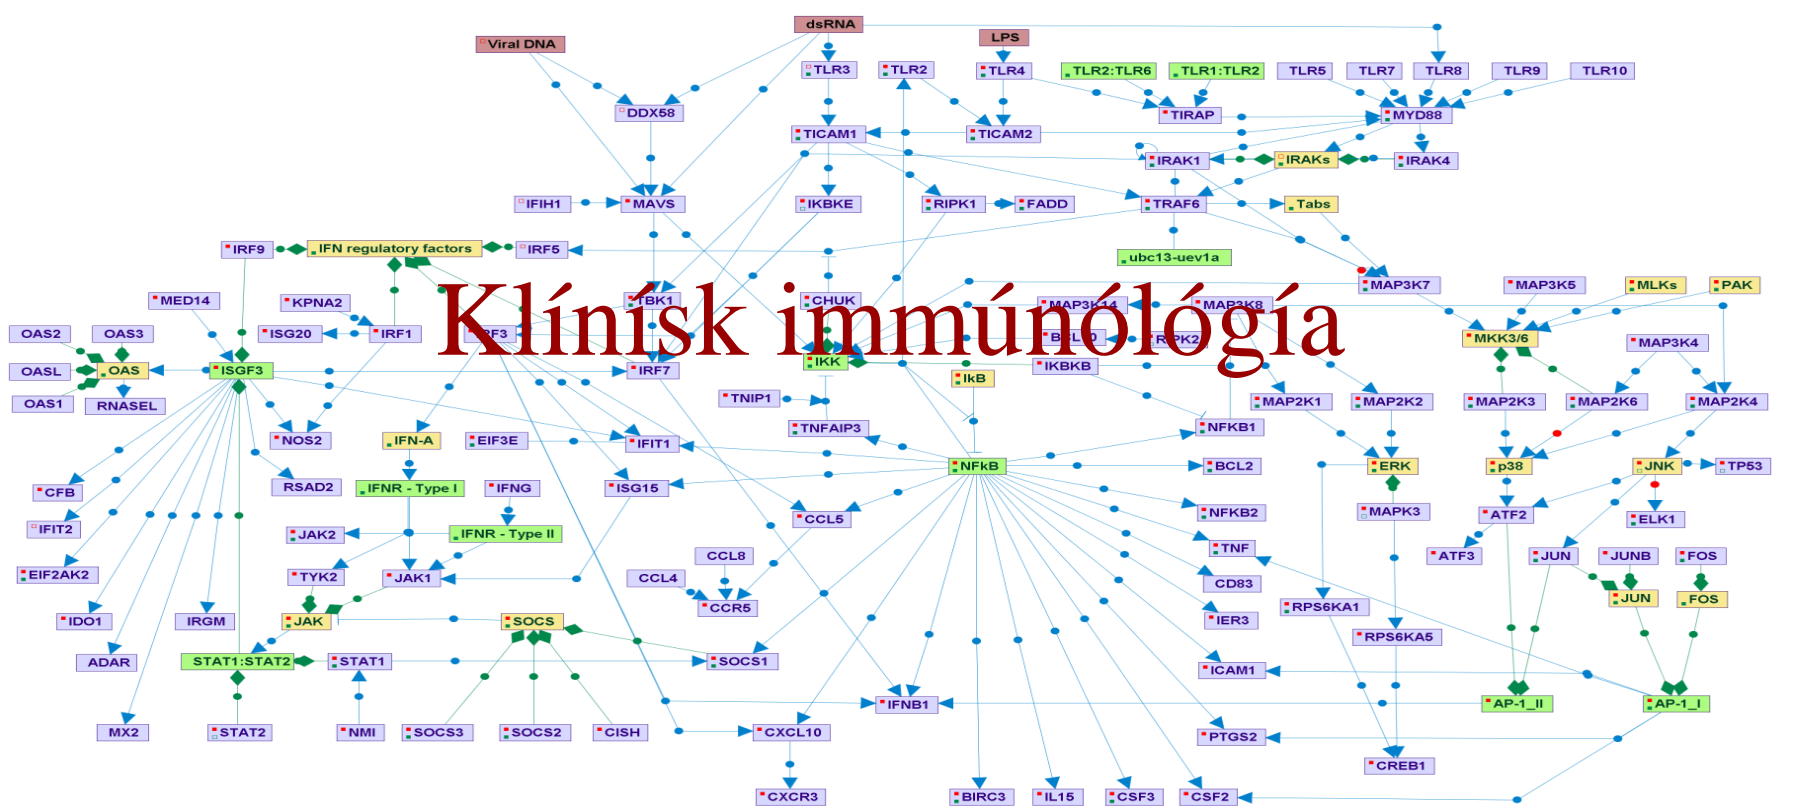 dsRNA
Viral DNA
LPS
TLR3
TLR2
TLR4
TLR2:TLR6
TLR1:TLR2
TLR5
TLR7
TLR8
TLR9
TLR10
DDX58
TIRAP
MYD88
TICAM1
TICAM2
IRAK1
IRAKs
IRAK4
IFIH1
MAVS
IKBKE
RIPK1
FADD
TRAF6
Tabs
IRF9
IFN regulatory factors
IRF5
ubc13-uev1a
MED14
KPNA2
TBK1
CHUK
MAP3K14
MAP3K8
MAP3K7
MAP3K5
MLKs
PAK
Klínísk immúnólógía
OAS2
OAS3
ISG20
IRF1
IRF3
RIPK2
MKK3/6
MAP3K4
OASL
OAS
ISGF3
IRF7
IKK
IKBKB
IkB
OAS1
RNASEL
TNIP1
MAP2K1
MAP2K2
MAP2K3
MAP2K6
MAP2K4
NOS2
IFN-A
EIF3E
IFIT1
TNFAIP3
NFKB1
NFkB
BCL2
ERK
p38
JNK
TP53
CFB
RSAD2
IFNR - Type I
IFNG
ISG15
IFIT2
CCL5
NFKB2
MAPK3
ATF2
ELK1
JAK2
IFNR - Type II
TNF
ATF3
JUN
JUNB
FOS
EIF2AK2
TYK2
JAK1
CCL8
CCL4
CD83
CCR5
RPS6KA1
JUN
FOS
IDO1
IRGM
JAK
SOCS
IER3
RPS6KA5
ADAR
STAT1:STAT2
STAT1
SOCS1
ICAM1
IFNB1
AP-1_II
AP-1_I
MX2
STAT2
NMI
SOCS3
SOCS2
CISH
CXCL10
PTGS2
CREB1
CXCR3
BIRC3
IL15
CSF3
CSF2